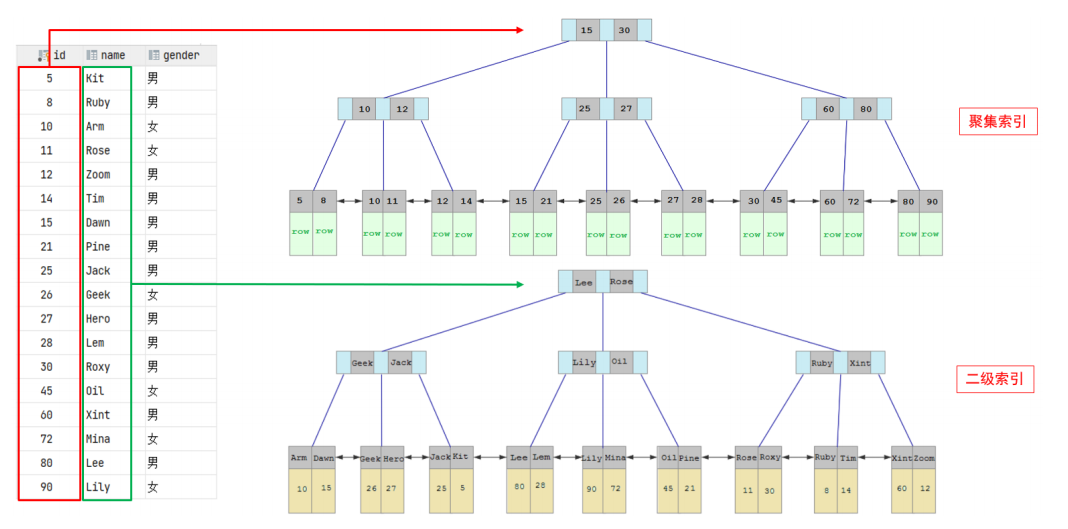 id name gender
5 Kit 男
8 Ruby 男
10 Arm 女
11 Rose 女
12 Zoom 男
14 Tim 男
15 Dawn 男
21 Pine 男
25 Jack 男
26 Geek 女
27 Hero 男
28 Lem 男
30 Roxy 男
45 Oil 女
60 Xint 男
72 Mina 女
80 Lee 男
90 Lily 女
15 30
10 12 25 27 60 80
聚集索引
5 8 10 11 12 14 15 21 25 26 27 28 30 45 60 72 80 90
row row row row row row row row row row row row row row row row row row
Lee Rose
Geek Jack Lily Oil Ruby Xint
二级索引
Arm Dawn Geek Hero Jack Kit Lee Lem Lily Mina Oil Pine Rose Roxy Ruby Tim Xint Zoom
10 15 26 27 25 5 80 28 90 72 45 21 11 30 8 14 60 12